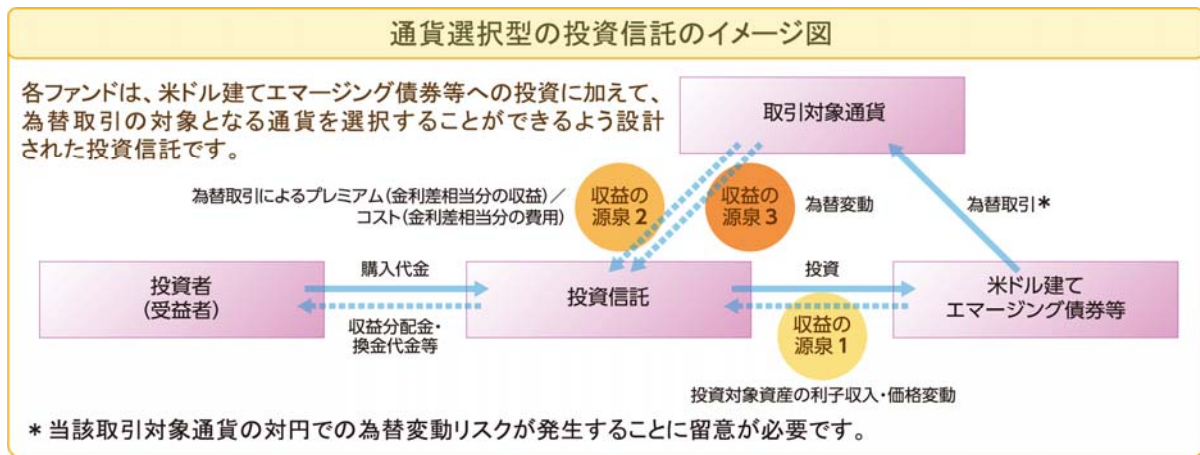 通貨選択型の投資信託のイメージ図
各ファンドは、米ドル建てエマージング債券等への投資に加えて、
為替取引の対象となる通貨を選択することができるよう設計
された投資信託です。
取引対象通貨
為替取引によるプレミアム(金利差相当分の収益)／
コスト(金利差相当分の費用)
収益の
源泉2
収益の
源泉3
為替変動
為替取引＊
投資者
(受益者)
購入代金
収益分配金・
換金代金等
投資信託
投資
収益の
源泉1
米ドル建て
エマージング債券等
投資対象資産の利子収入・価格変動
＊当該取引対象通貨の対円での為替変動リスクが発生することに留意が必要です。